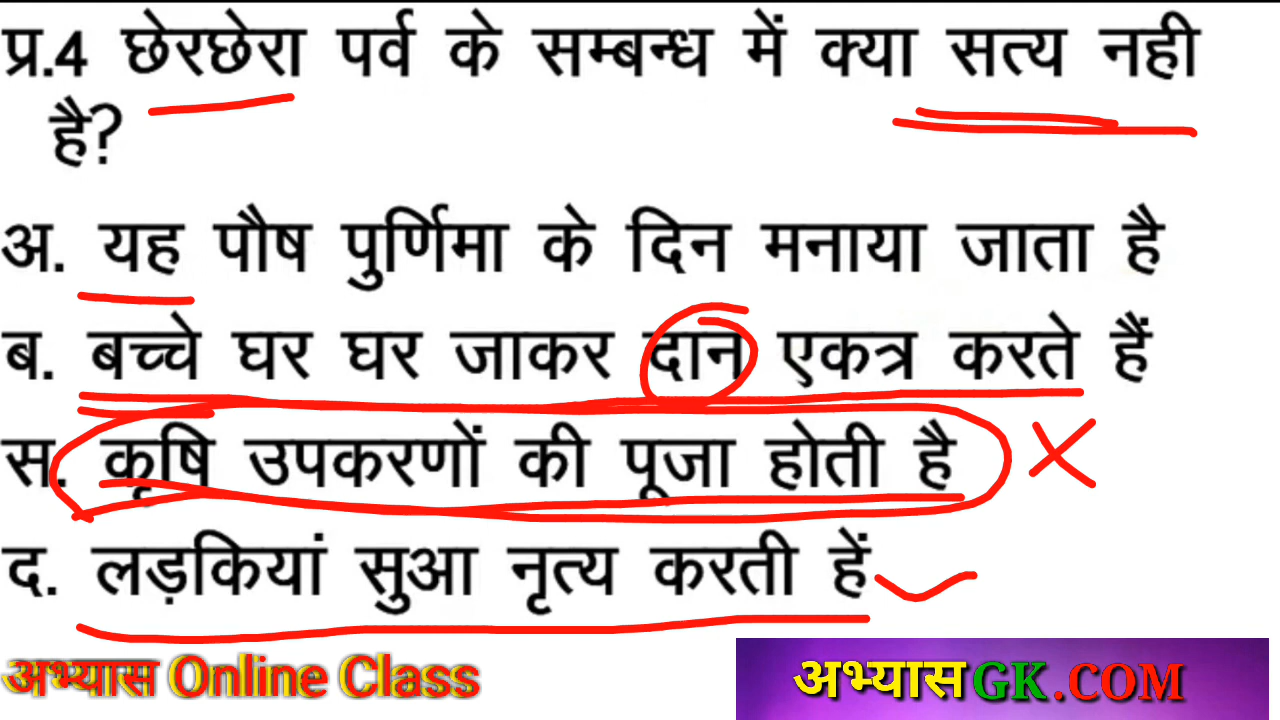 प्र.4 छेरछेरा पर्व के सम्बन्ध में क्या सत्य नही
है?
अ. यह पौष पुर्णिमा के दिन मनाया जाता है
ब. बच्चे घर घर जाकर दान एकत्र करते हैं
स. कृषि उपकरणों की पूजा होती है
द. लड़कियां सुआ नृत्य करती हें
अभ्यास Online Class
अभ्यास GK.COM